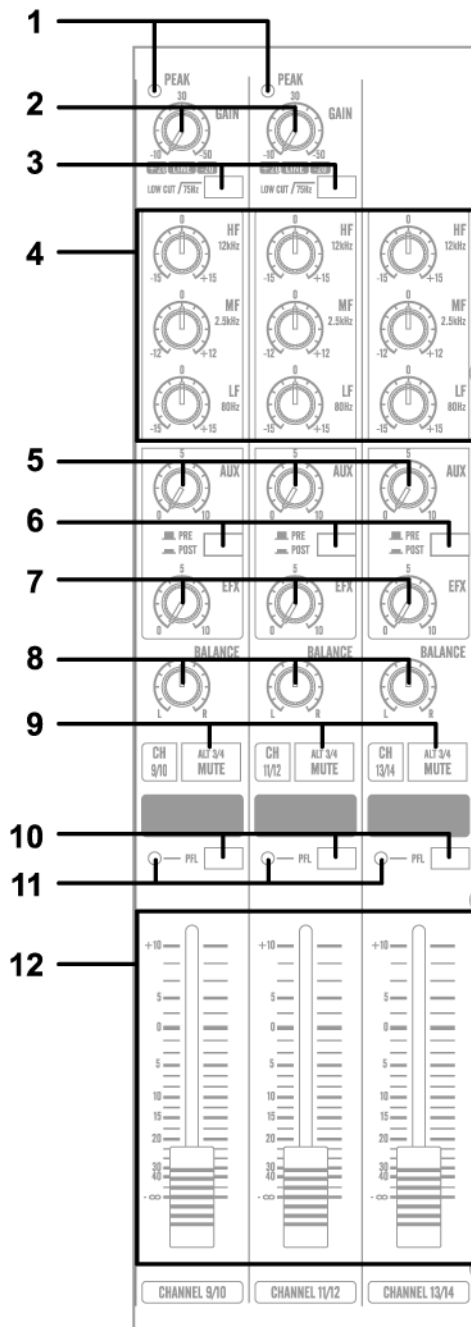 1
PEAK PEAK
30 30
2
GAIN GAIN
-10 -50 -10 -50
+20 LINE -20 +20 LINE -20
3
LOW CUT / 75Hz LOW CUT / 75Hz
4
0 HF 0 HF 0 HF
12kHz 12kHz 12kHz
-15 +15 -15 +15 -15 +15
0 MF 0 MF 0 MF
2.5kHz 2.5kHz 2.5kHz
-12 +12 -12 +12 -12 +12
0 LF 0 LF 0 LF
80Hz 80Hz 80Hz
-15 +15 -15 +15 -15 +15
5
5 AUX 5 AUX 5 AUX
0 10 0 10 0 10
6
PRE PRE PRE
POST POST POST
7
5 EFX 5 EFX 5 EFX
0 10 0 10 0 10
8
BALANCE BALANCE BALANCE
L R L R L R
9
CH 9/10 ALT 3/4 MUTE CH 11/12 ALT 3/4 MUTE CH 13/14 ALT 3/4 MUTE
10
PFL PFL PFL
11
12
+10 +10 +10
5 5 5
0 0 0
5 5 5
10 10 10
15 15 15
20 20 20
30 30 30
40 40 40
-∞ -∞ -∞
CHANNEL 9/10 CHANNEL 11/12 CHANNEL 13/14